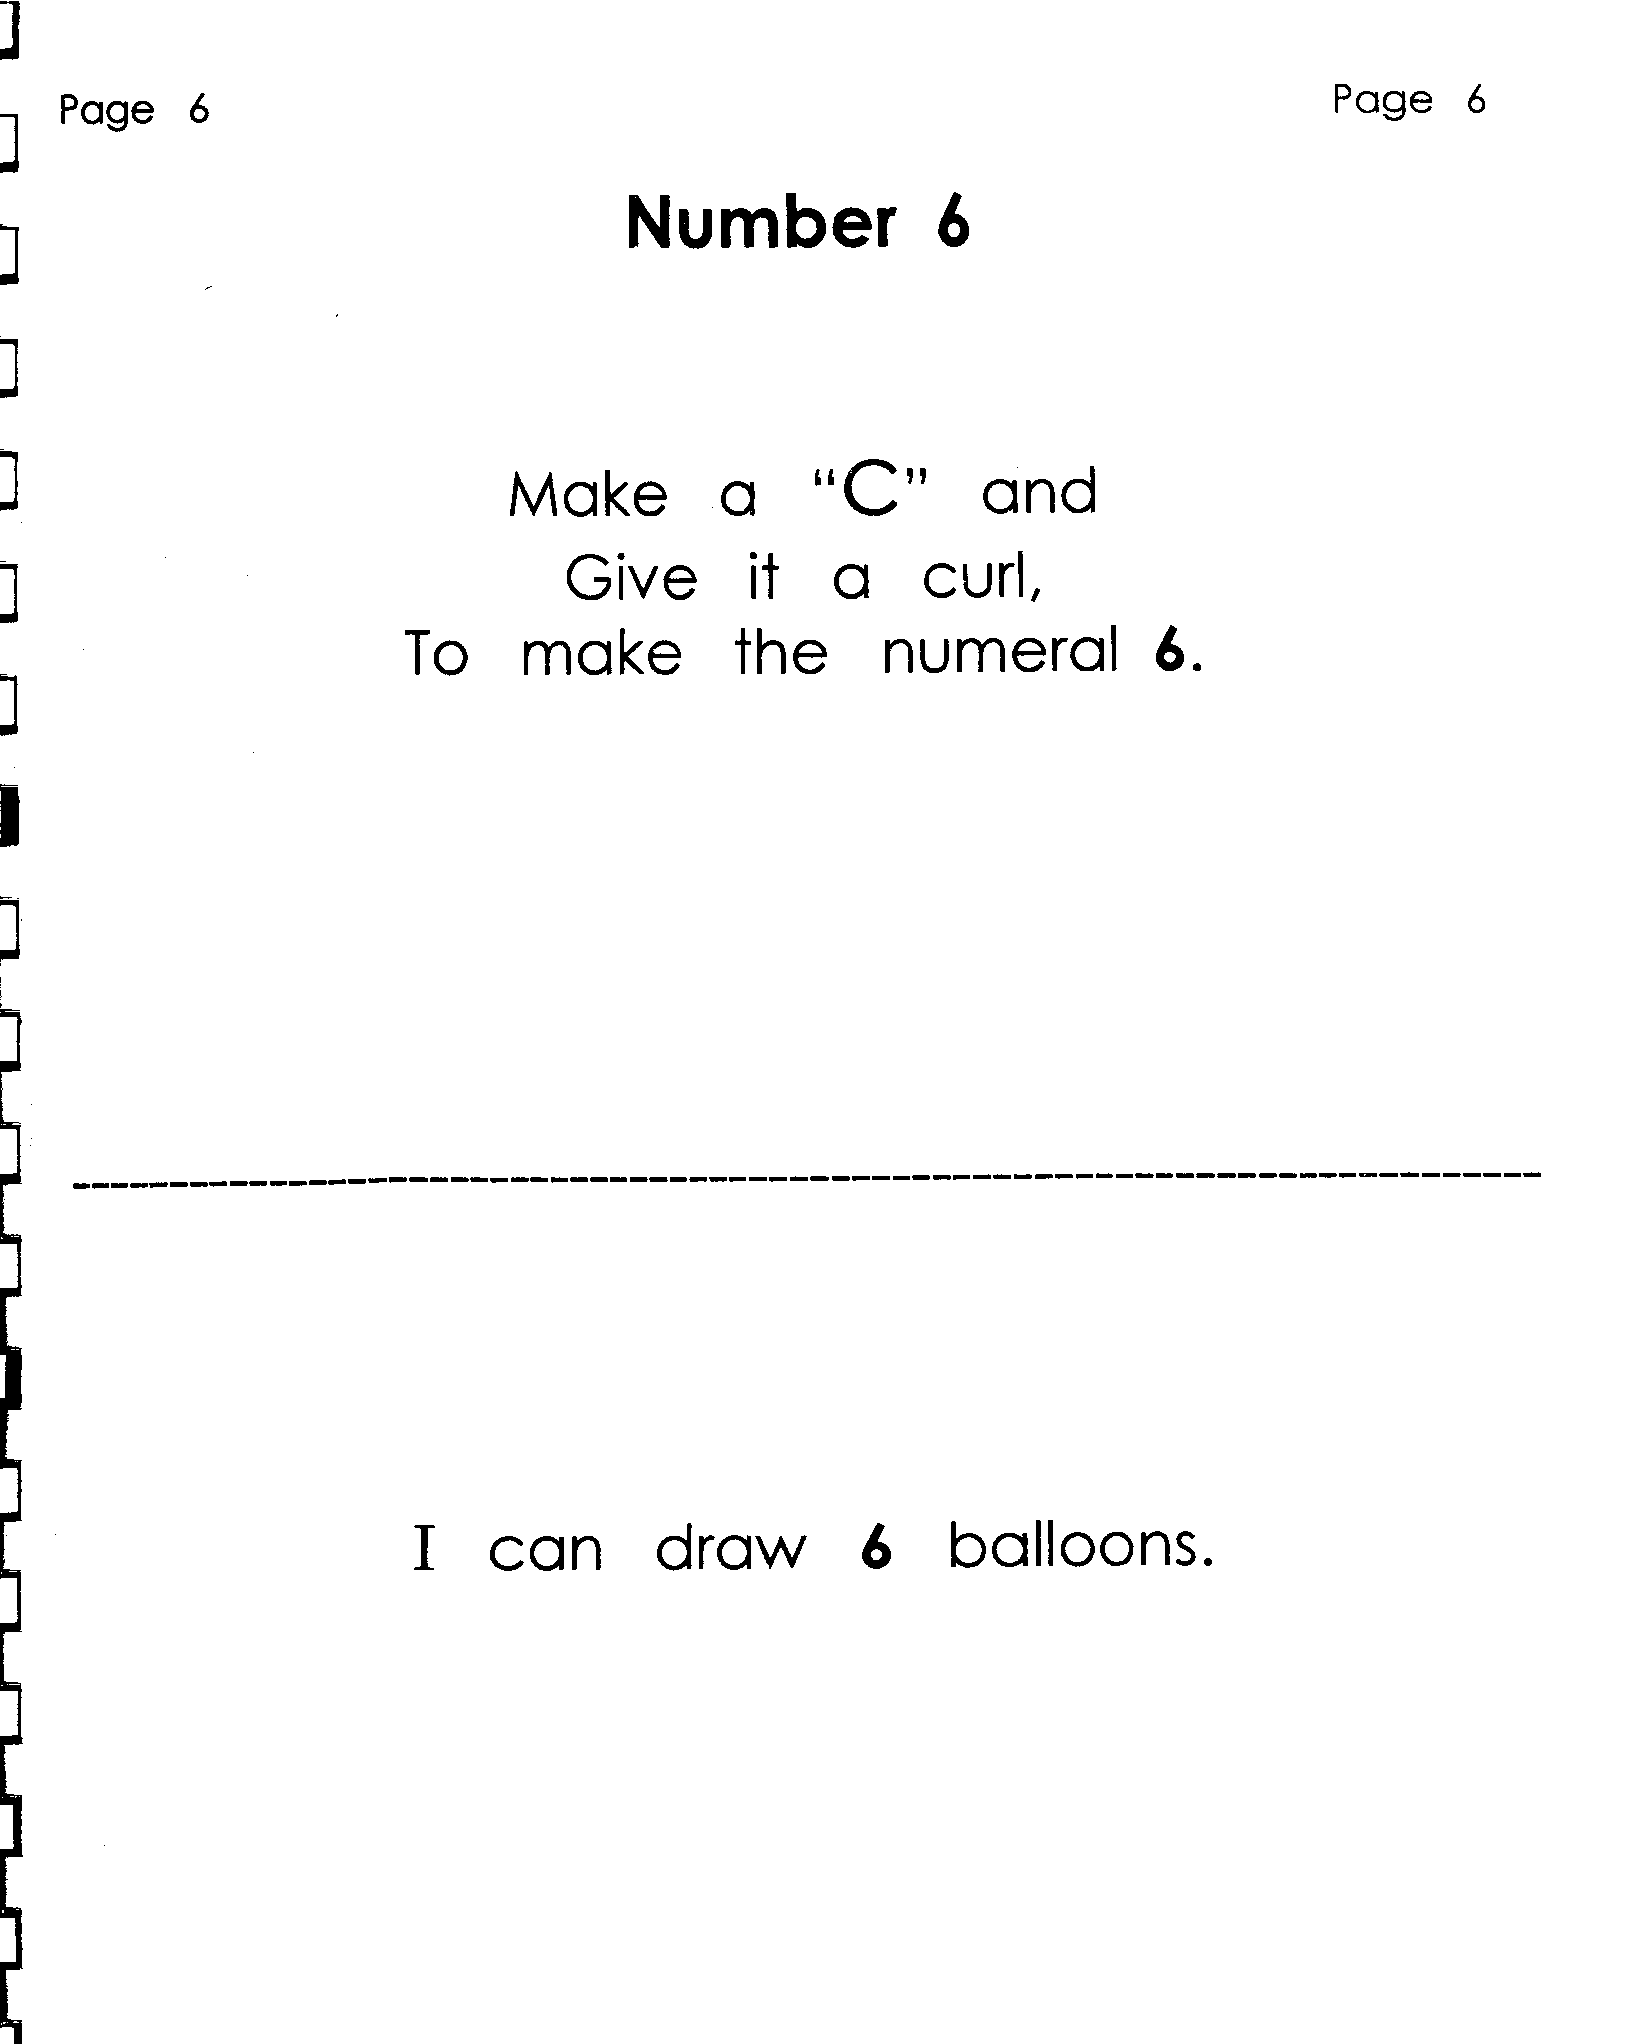 Page 6
Page 6
Number 6
Make a “C” and
Give it a curl,
To make the numeral 6.
I can draw 6 balloons.